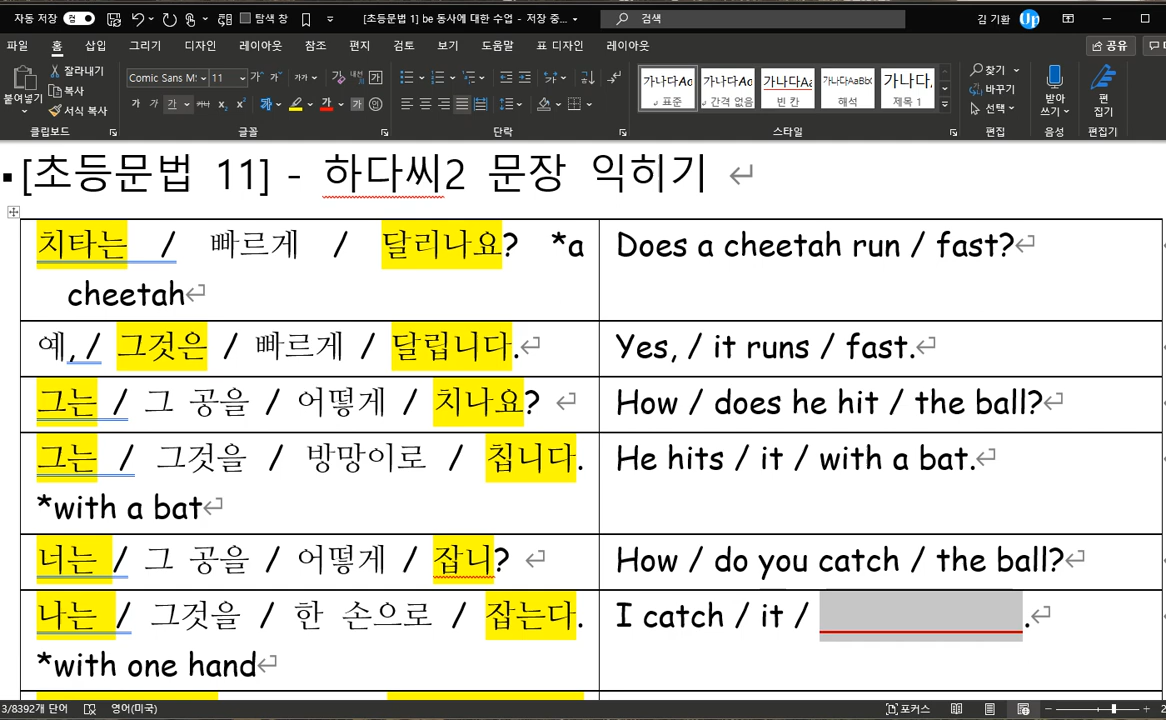 자동 저장 켬 탐색 창 [초등문법 1] be 동사에 대한 수업 - 저장 중... 검색 김 기환 Up
파일 홈 삽입 그리기 디자인 레이아웃 참조 편지 검토 보기 도움말 표 디자인 레이아웃 공유
붙여넣기 잘라내기 복사 서식 복사 Comic Sans M 11 가나다Aa 가나다Aa 가나다Aa 가나다AaBbC 가나다, 찾기 바꾸기 선택 받아 쓰기 편 집기
표준 간격 없음 빈 칸 해석 제목 1
클립보드 글꼴 단락 스타일 편집 음성 편집기
[초등문법 11] - 하다씨2 문장 익히기
치타는 / 빠르게 / 달리나요? *a
cheetah
Does a cheetah run / fast?
예, / 그것은 / 빠르게 / 달립니다.
Yes, / it runs / fast.
그는 / 그 공을 / 어떻게 / 치나요?
How / does he hit / the ball?
그는 / 그것을 / 방망이로 / 칩니다.
*with a bat
He hits / it / with a bat.
너는 / 그 공을 / 어떻게 / 잡니?
How / do you catch / the ball?
나는 / 그것을 / 한 손으로 / 잡는다.
*with one hand
I catch / it / .
3/8392개 단어 영어(미국) 포커스